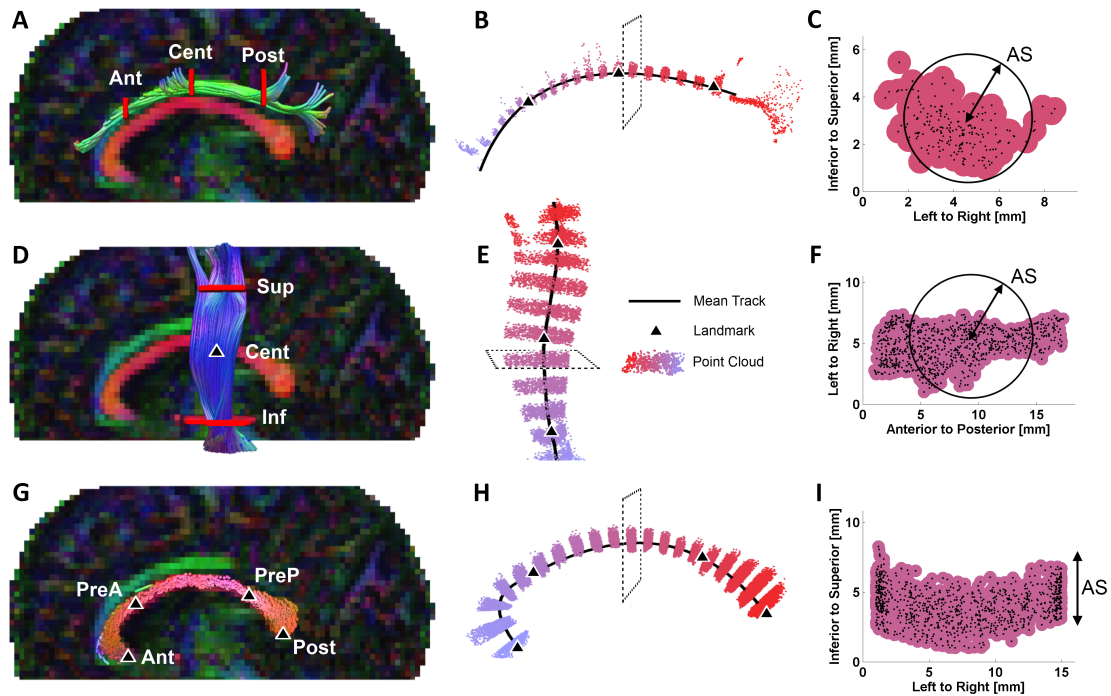 A
Ant
Cent
Post
B
C
Inferior to Superior [mm]
6
4
2
0
AS
0
2
4
6
8
Left to Right [mm]
D
Sup
Cent
Inf
E
Mean Track
Landmark
Point Cloud
F
Left to Right [mm]
10
5
0
AS
0
5
10
15
Anterior to Posterior [mm]
G
PreA
PreP
Ant
Post
H
I
Inferior to Superior [mm]
10
5
0
AS
0
5
10
15
Left to Right [mm]